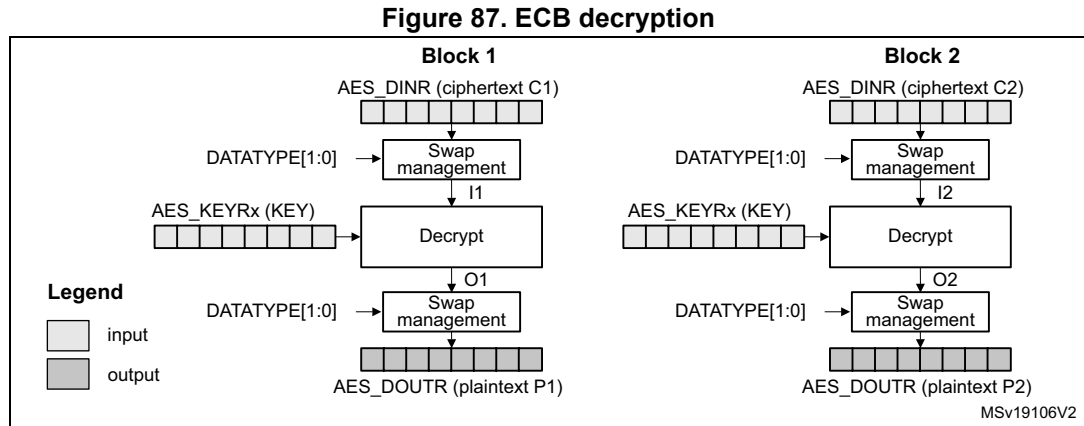 Figure 87. ECB decryption
Block 1
AES_DINR (ciphertext C1)
DATATYPE[1:0]
Swap
management
I1
AES_KEYRx (KEY)
Decrypt
O1
DATATYPE[1:0]
Swap
management
AES_DOUTR (plaintext P1)
Block 2
AES_DINR (ciphertext C2)
DATATYPE[1:0]
Swap
management
I2
AES_KEYRx (KEY)
Decrypt
O2
DATATYPE[1:0]
Swap
management
AES_DOUTR (plaintext P2)
Legend
input
output
MSv19106V2